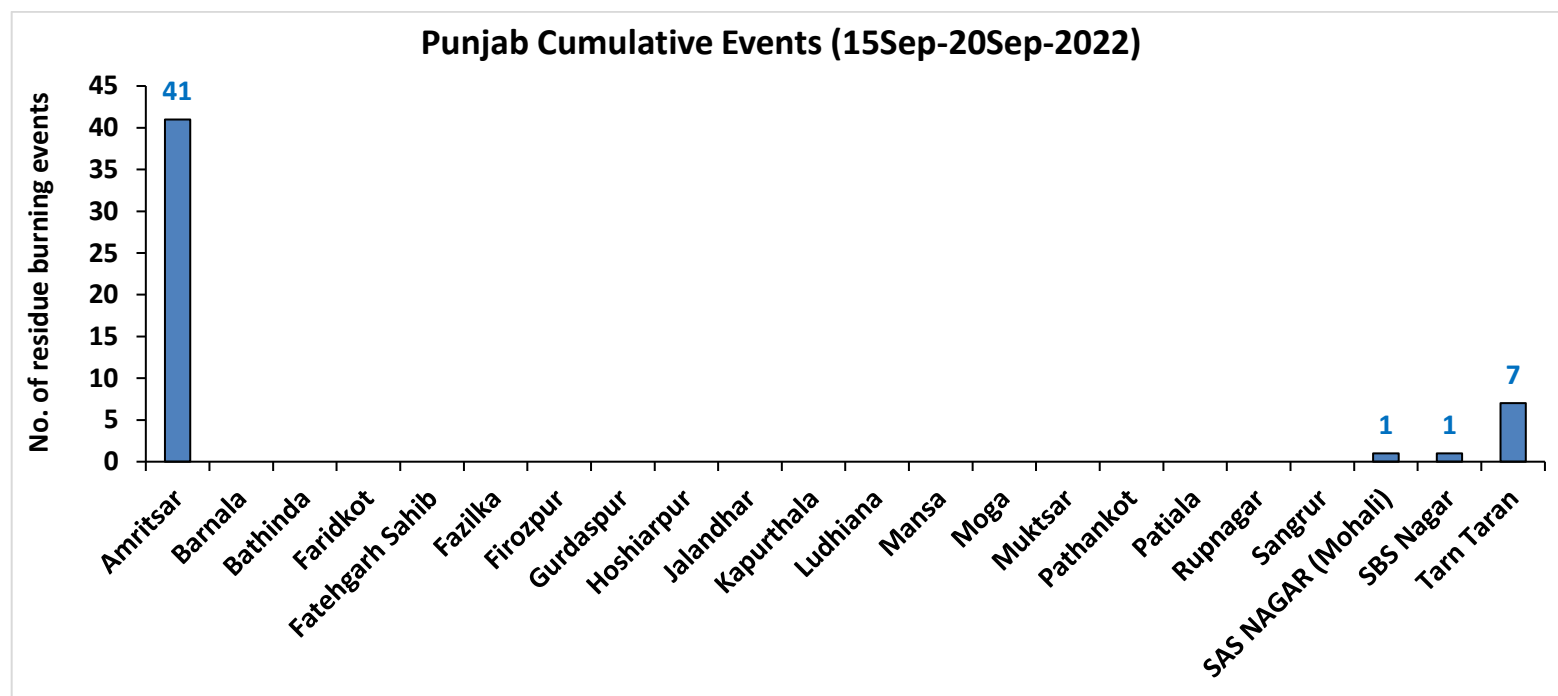 Punjab Cumulative Events (15Sep-20Sep-2022)
No. of residue burning events
45
40
35
30
25
20
15
10
5
0
41
1
1
7
Amritsar
Barnala
Bathinda
Faridkot
Fatehgarh Sahib
Fazilka
Firozpur
Gurdaspur
Hoshiarpur
Jalandhar
Kapurthala
Ludhiana
Mansa
Moga
Muktsar
Pathankot
Patiala
Rupnagar
Sangrur
SAS NAGAR (Mohali)
SBS Nagar
Tarn Taran